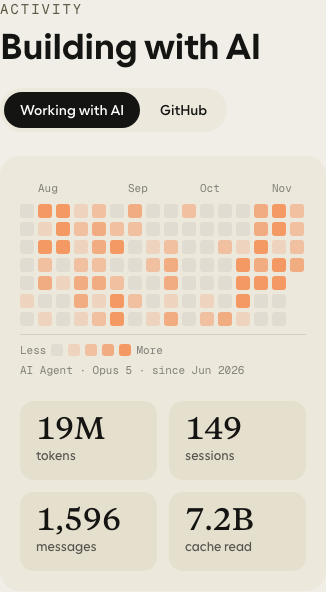 ACTIVITY
Building with AI
Working with AI GitHub
Aug Sep Oct Nov
Less More
AI Agent · Opus 5 · since Jun 2026
19M 149
tokens sessions
1,596 7.2B
messages cache read